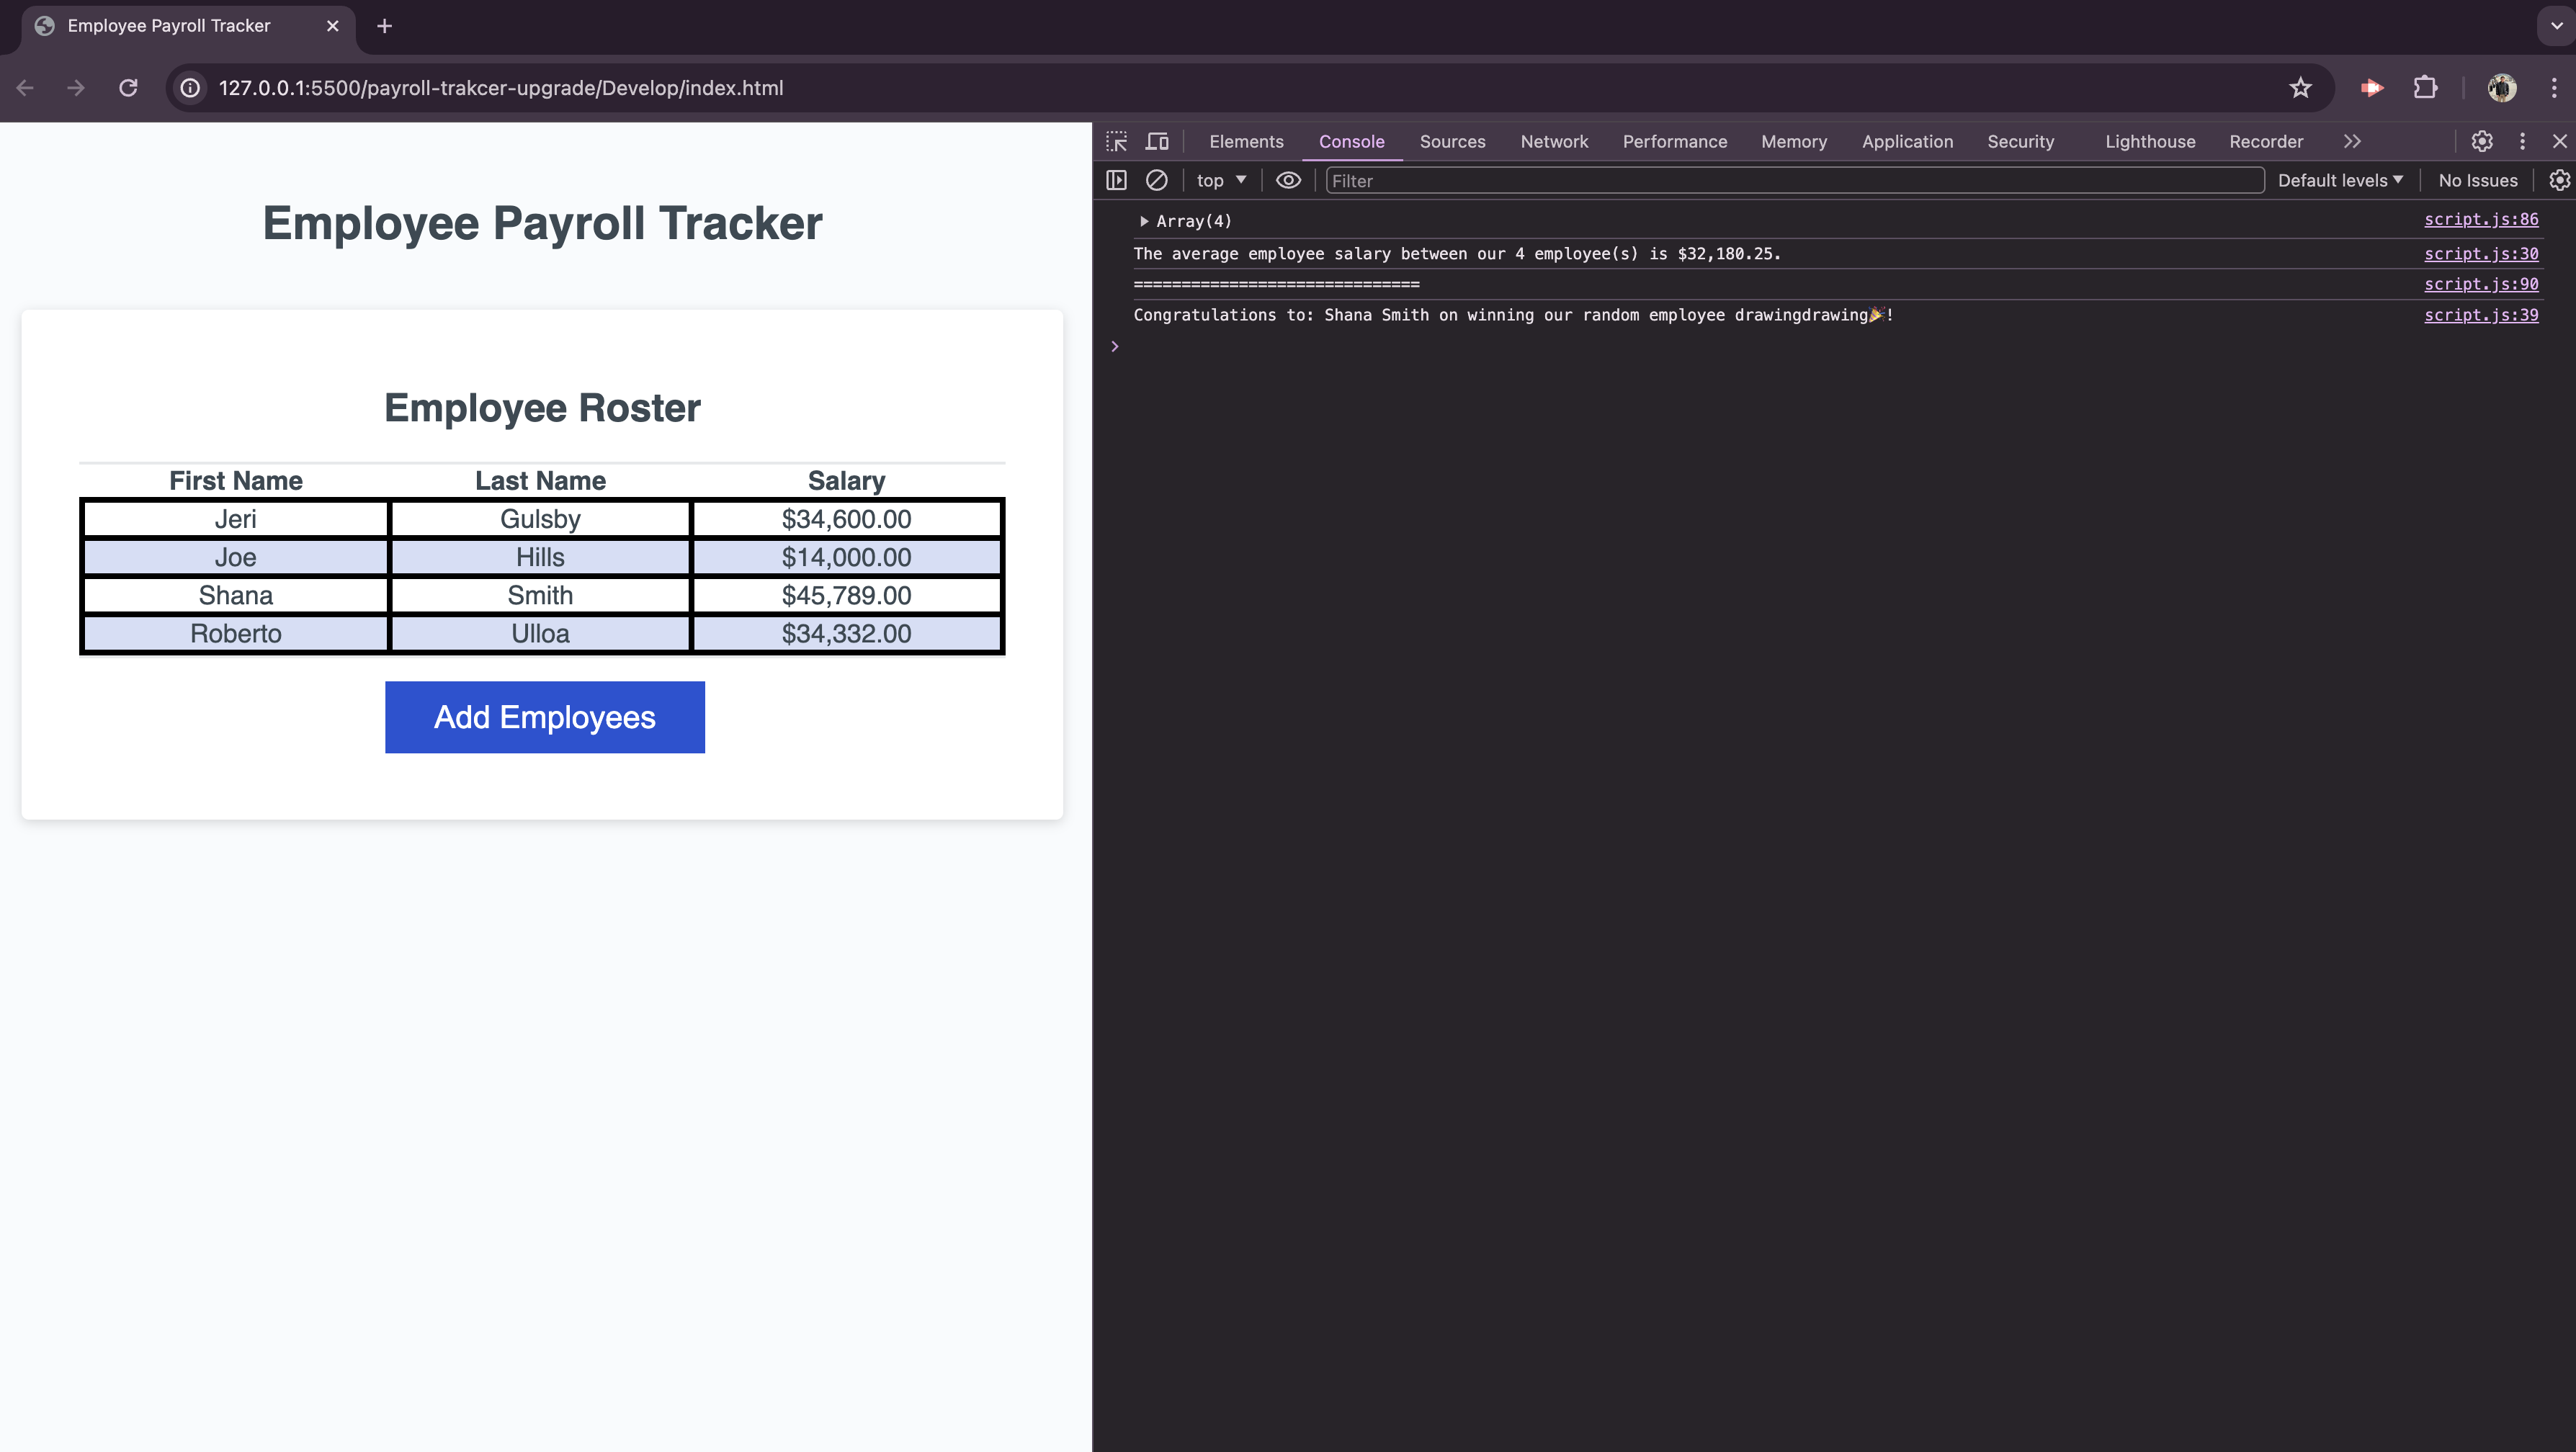 Employee Payroll Tracker
127.0.0.1:5500/payroll-trakcer-upgrade/Develop/index.html
Employee Payroll Tracker
Employee Roster
First Name Last Name Salary
Jeri Gulsby $34,600.00
Joe Hills $14,000.00
Shana Smith $45,789.00
Roberto Ulloa $34,332.00
Add Employees
Elements Console Sources Network Performance Memory Application Security Lighthouse Recorder
top Filter Default levels No Issues
Array(4) script.js:86
The average employee salary between our 4 employee(s) is $32,180.25. script.js:30
============================== script.js:90
Congratulations to: Shana Smith on winning our random employee drawingdrawing🎉! script.js:39